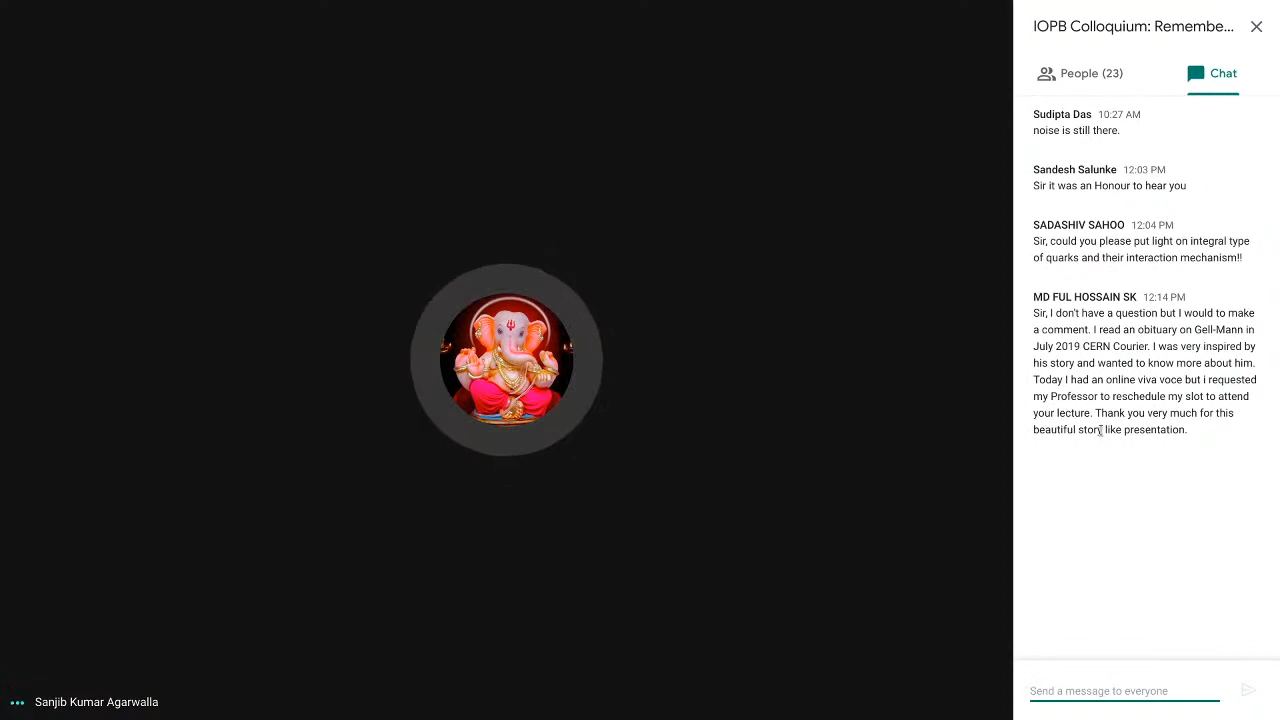 IOPB Colloquium: Remembe...
People (23)
Chat
Sudipta Das 10:27 AM
noise is still there.
Sandesh Salunke 12:03 PM
Sir it was an Honour to hear you
SADASHIV SAHOO 12:04 PM
Sir, could you please put light on integral type
of quarks and their interaction mechanism!!
MD FUL HOSSAIN SK 12:14 PM
Sir, I don't have a question but I would to make
a comment. I read an obituary on Gell-Mann in
July 2019 CERN Courier. I was very inspired by
his story and wanted to know more about him.
Today I had an online viva voce but i requested
my Professor to reschedule my slot to attend
your lecture. Thank you very much for this
beautiful story like presentation.
Send a message to everyone
Sanjib Kumar Agarwalla